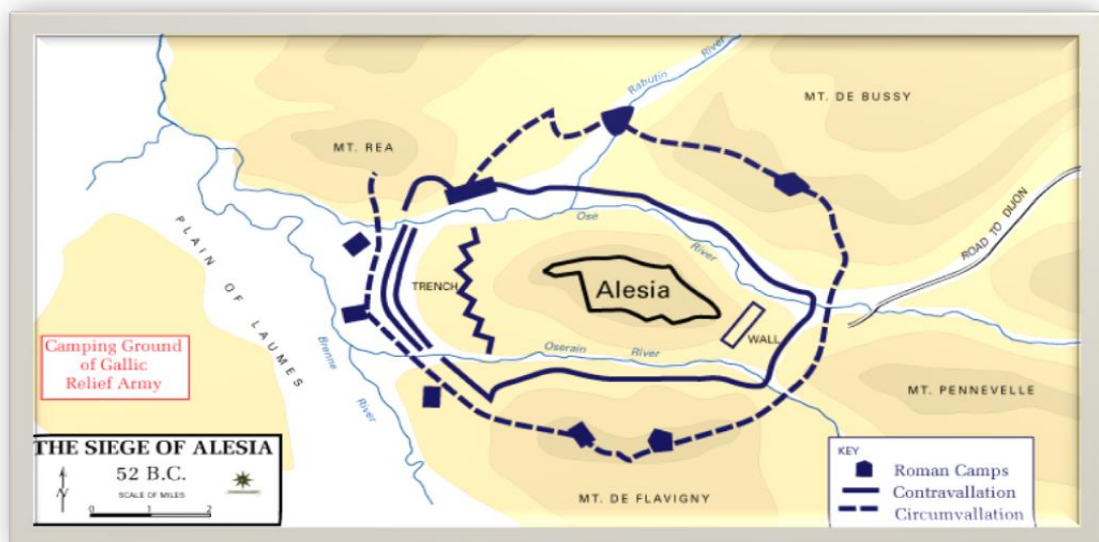 Rabutin
River
MT. DE BUSSY
MT. REA
Ose
River
ROAD TO DIJON
PLAIN OF LAUMES
TRENCH
Alesia
WALL
Camping Ground
of Gallic
Relief Army
Brenne
River
Oserain River
MT. PENNEVELLE
THE SIEGE OF ALESIA
52 B.C.
SCALE OF MILES
N
0 1 2
MT. DE FLAVIGNY
KEY
Roman Camps
Contravallation
Circumvallation